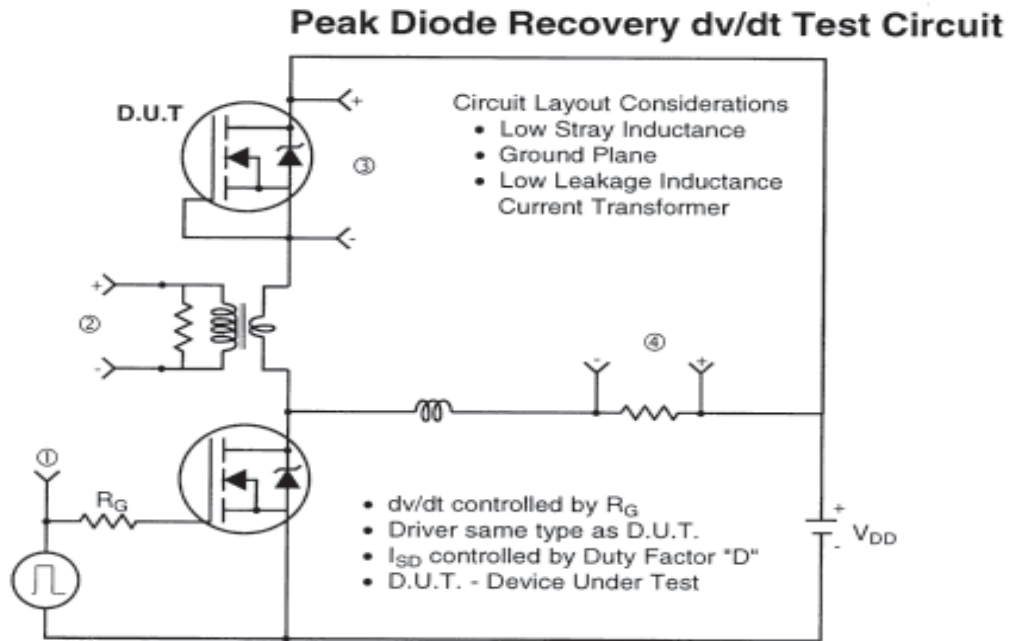 Peak Diode Recovery dv/dt Test Circuit
D.U.T
+
③
-
Circuit Layout Considerations
• Low Stray Inductance
• Ground Plane
• Low Leakage Inductance
Current Transformer
+
②
-
④
-
+
①
RG
• dv/dt controlled by RG
• Driver same type as D.U.T.
• ISD controlled by Duty Factor "D"
• D.U.T. - Device Under Test
+
VDD
-